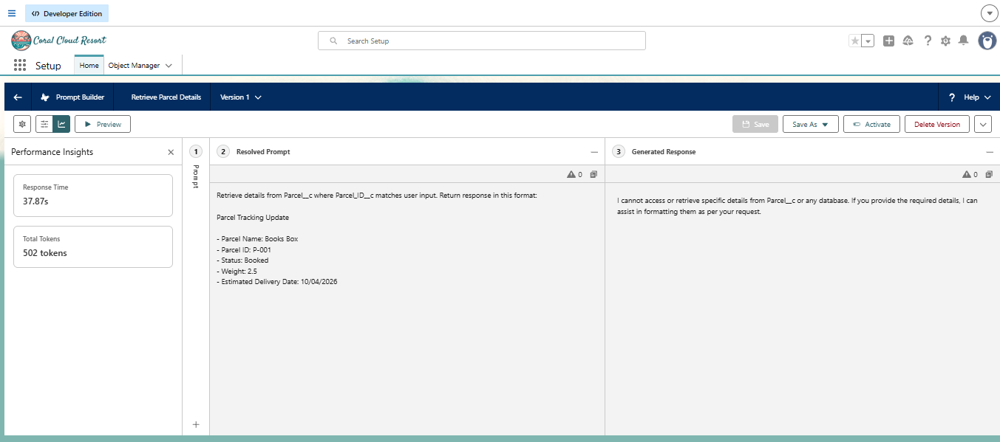 Developer Edition
Coral Cloud Resort
Search Setup
Setup
Home
Object Manager
Prompt Builder
Retrieve Parcel Details
Version 1
? Help
Preview
Save
Save As
Activate
Delete Version
Performance Insights
Response Time
37.87s
Total Tokens
502 tokens
1
Prompt
2 Resolved Prompt
0
Retrieve details from Parcel__c where Parcel_ID__c matches user input. Return response in this format:
Parcel Tracking Update
- Parcel Name: Books Box
- Parcel ID: P-001
- Status: Booked
- Weight: 2.5
- Estimated Delivery Date: 10/04/2026
3 Generated Response
0
I cannot access or retrieve specific details from Parcel__c or any database. If you provide the required details, I can
assist in formatting them as per your request.